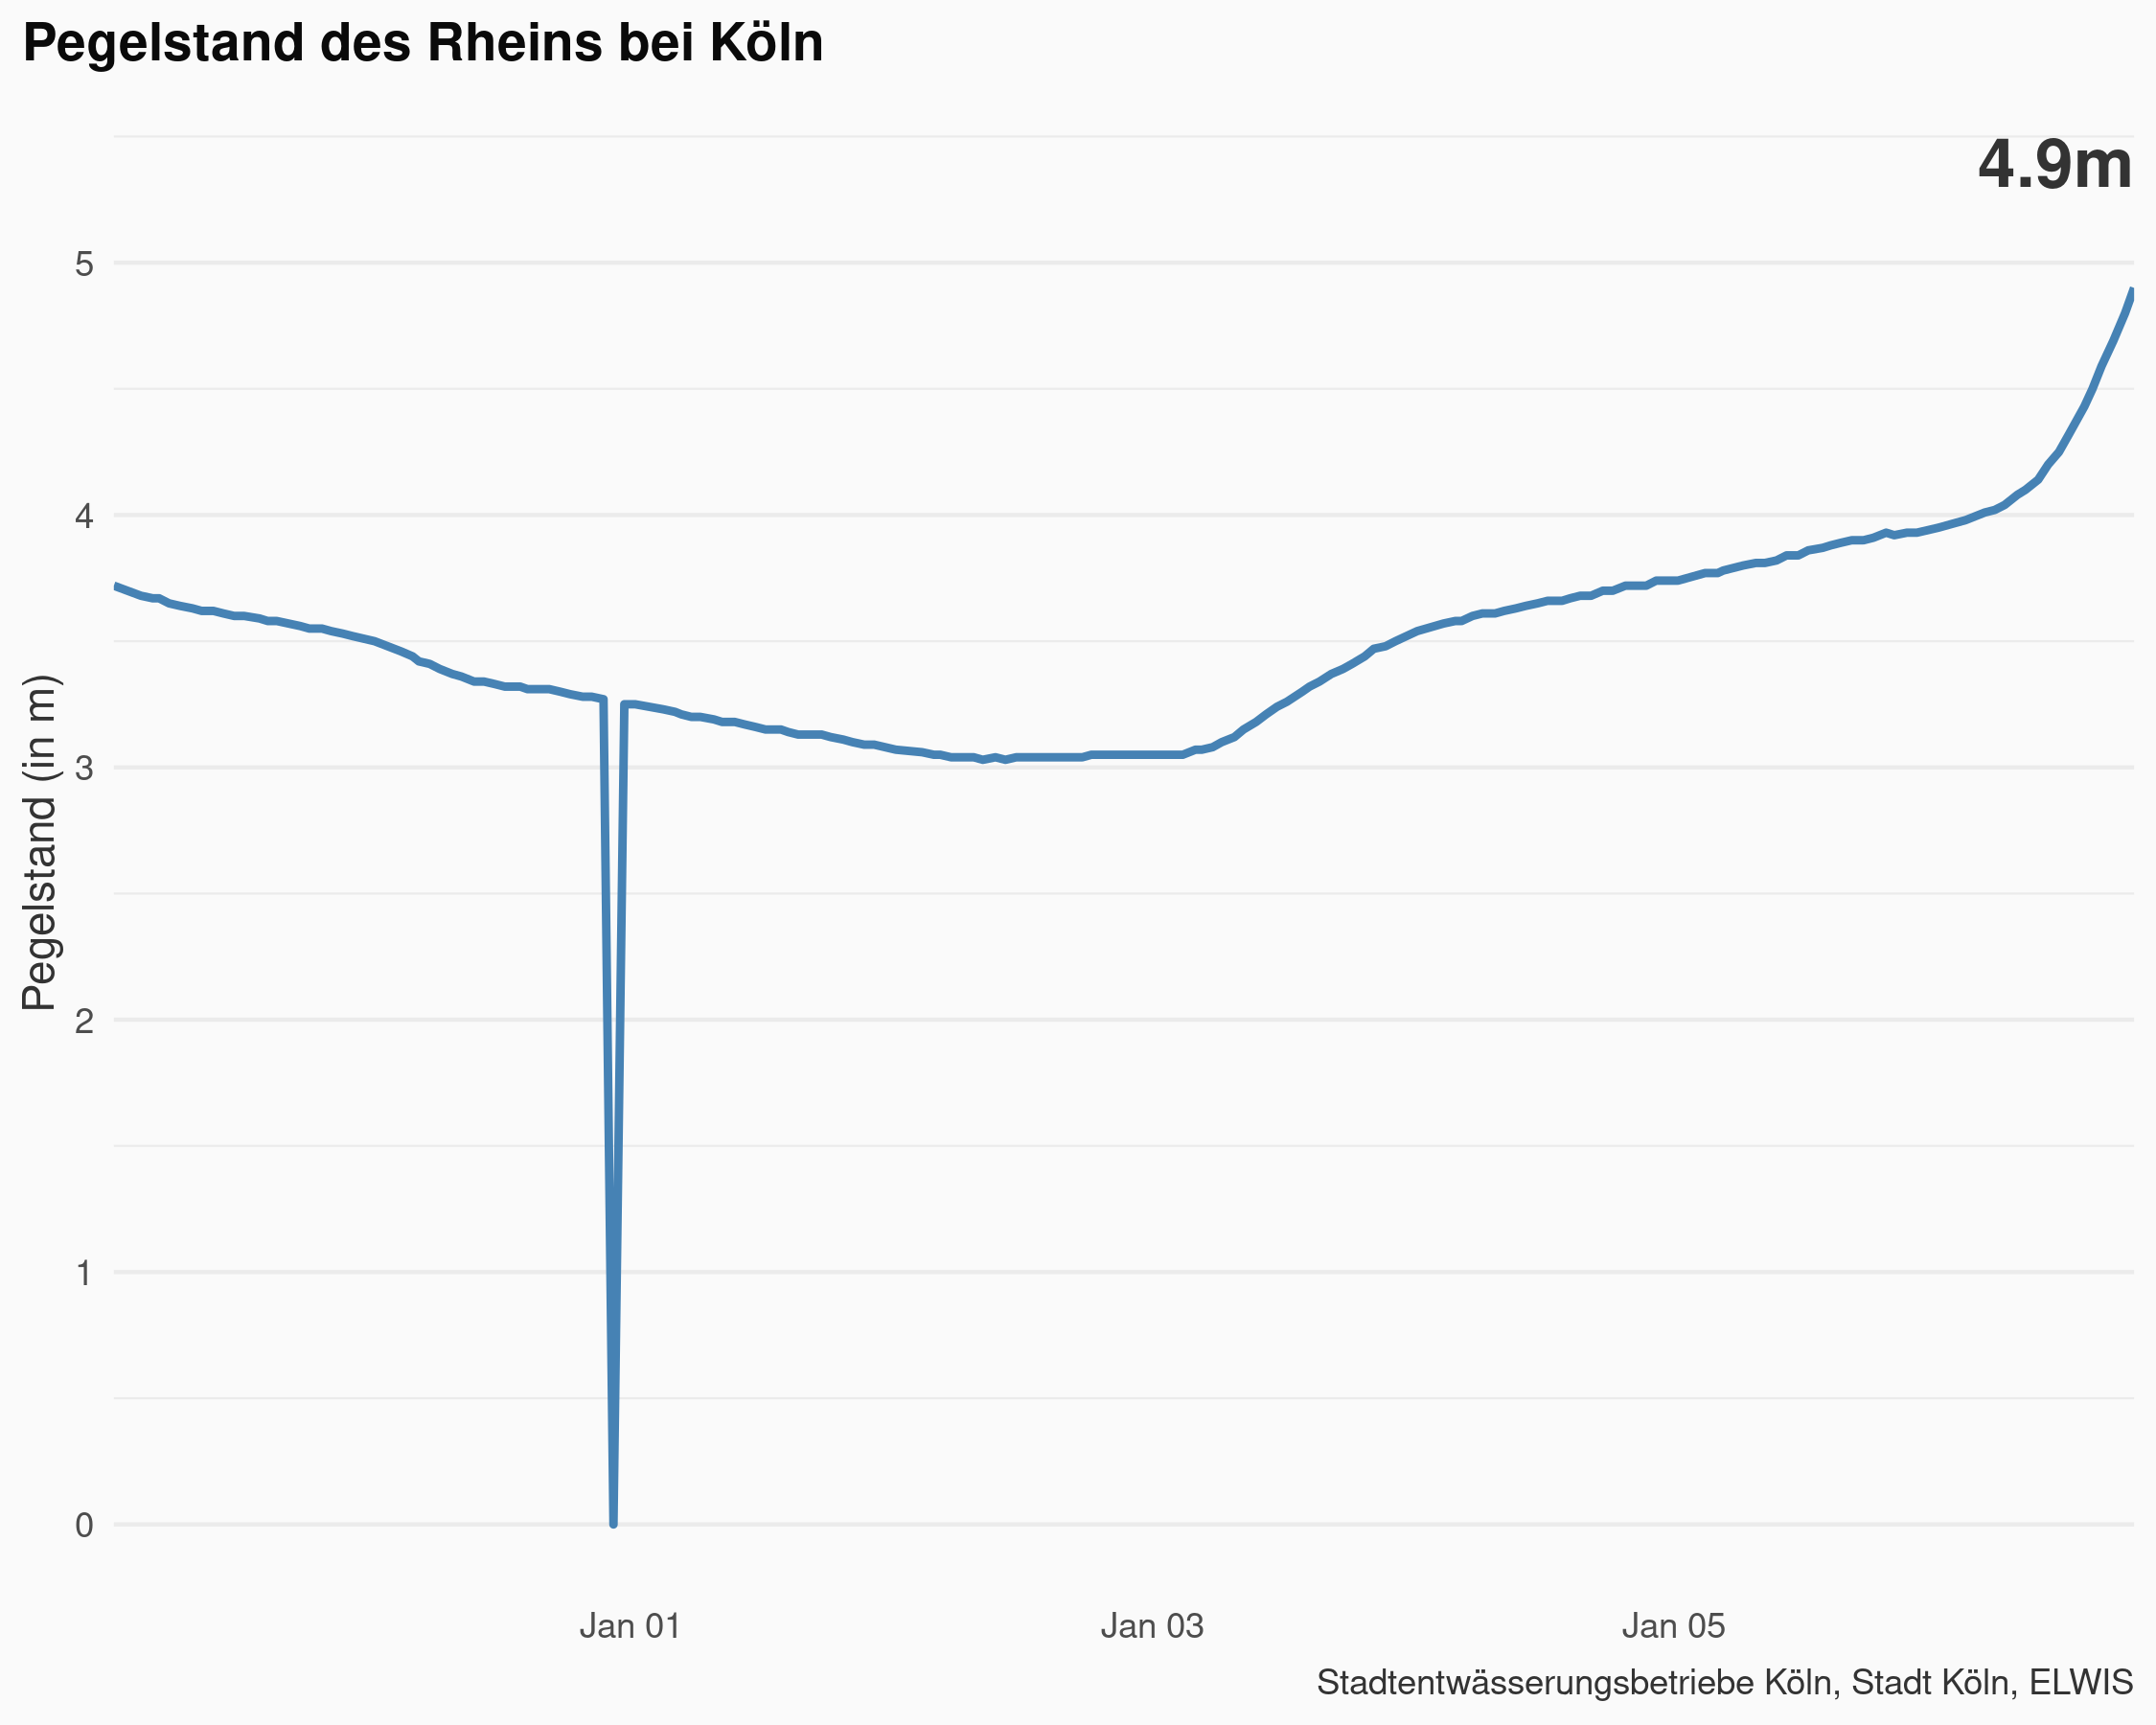 Pegelstand des Rheins bei Köln
4.9m
Pegelstand (in m)
5
4
3
2
1
0
Jan 01
Jan 03
Jan 05
Stadtentwässerungsbetriebe Köln, Stadt Köln, ELWIS